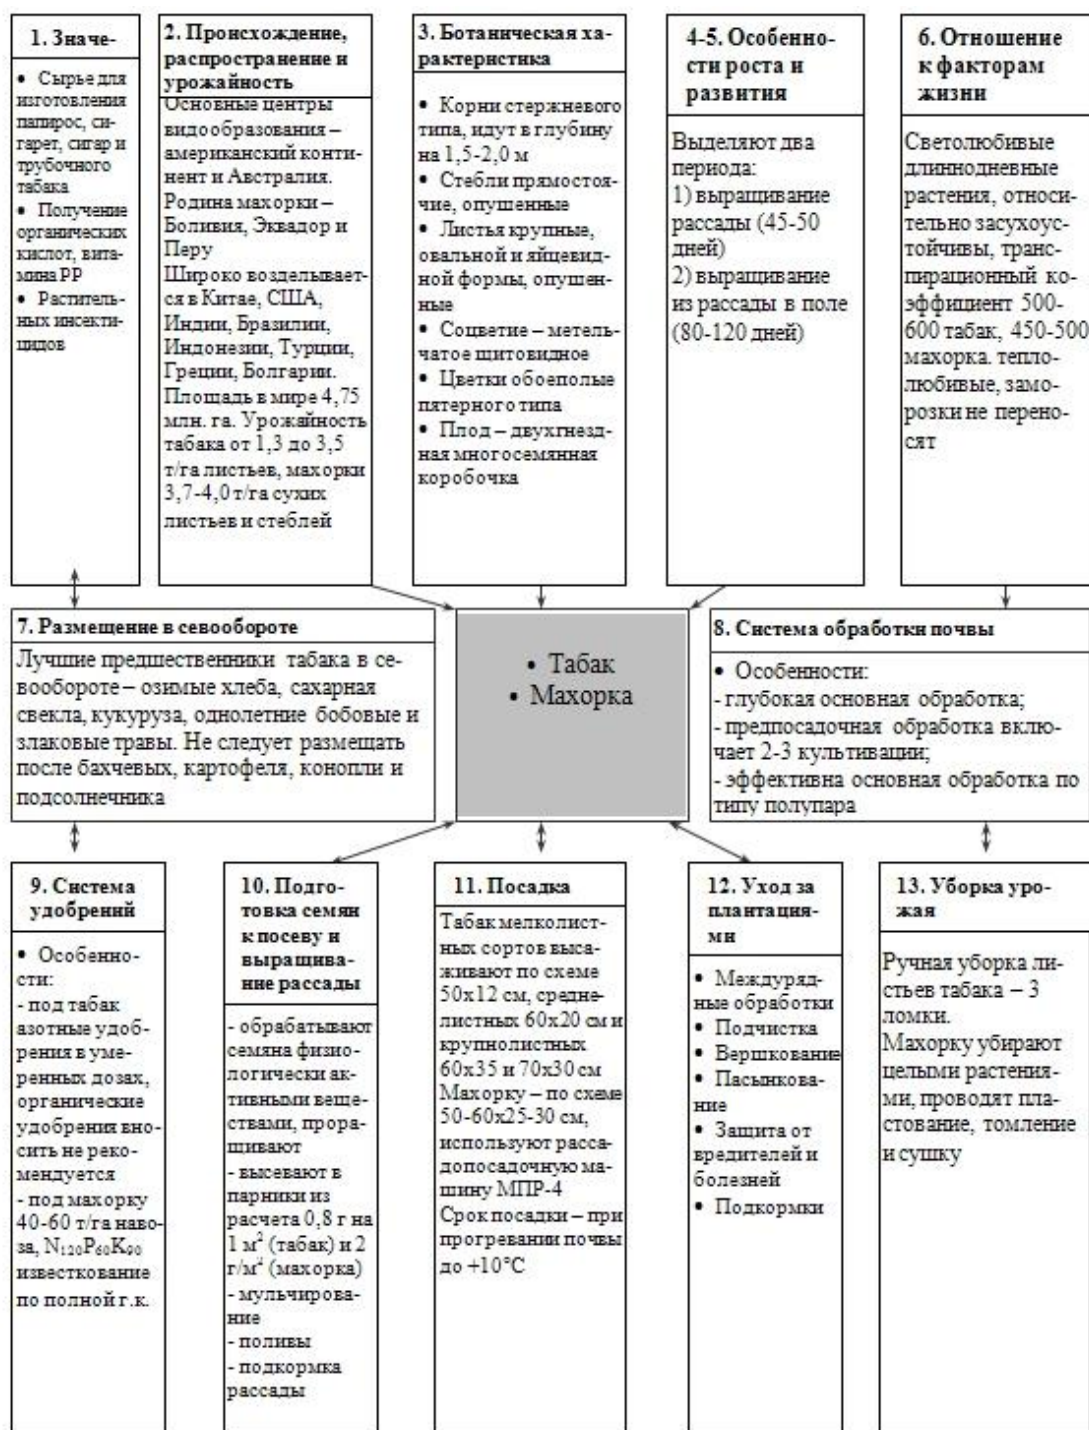 1. Значе-
• Сырье для
изготовления
папирос, си-
гарет, сигар и
трубочного
табака
• Получение
органических
кислот, вита-
мина РР
• Раститель-
ных инсекти-
цидов
2. Происхождение,
распространение и
урожайность
Основные центры
видообразования –
американский конти-
нент и Австралия.
Родина махорки –
Боливия, Эквадор и
Перу
Широко возделывает-
ся в Китае, США,
Индии, Бразилии,
Индонезии, Турции,
Греции, Болгарии.
Площадь в мире 4,75
млн. га. Урожайность
табака от 1,3 до 3,5
т/га листьев, махорки
3,7-4,0 т/га сухих
листьев и стеблей
3. Ботаническая ха-
рактеристика
• Корни стержневого
типа, идут в глубину
на 1,5-2,0 м
• Стебли прямостоя-
чие, опушенные
• Листья крупные,
овальной и яйцевид-
ной формы, опушен-
ные
• Соцветие – метель-
чатое щитовидное
• Цветки обоеполые
пятерного типа
• Плод – двухгнезд-
ная многосемянная
коробочка
4-5. Особенно-
сти роста и
развития
Выделяют два
периода:
1) выращивание
рассады (45-50
дней)
2) выращивание
из рассады в поле
(80-120 дней)
6. Отношение
к факторам
жизни
Светолюбивые
длиннодневные
растения, относи-
тельно засухоус-
тойчивы, транс-
пирационный ко-
эффициент 500-
600 табак, 450-500
махорка. тепло-
любивые, замо-
розки не перено-
сят
7. Размещение в севообороте
Лучшие предшественники табака в се-
вообороте – озимые хлеба, сахарная
свекла, кукуруза, однолетние бобовые и
злаковые травы. Не следует размещать
после бахчевых, картофеля, конопли и
подсолнечника
• Табак
• Махорка
8. Система обработки почвы
• Особенности:
- глубокая основная обработка;
- предпосадочная обработка вклю-
чает 2-3 культивации;
- эффективна основная обработка по
типу полупара
9. Система
удобрений
• Особенно-
сти:
- под табак
азотные удоб-
рения в уме-
ренных дозах,
органические
удобрения вно-
сить не реко-
мендуется
- под махорку
40-60 т/га наво-
за, N₁₂₀P₆₀K₉₀
известкование
по полной г.к.
10. Подго-
товка семян
к посеву и
выращива-
ние рассады
- обрабатывают
семяна физио-
логически ак-
тивными веще-
ствами, прора-
щивают
- высевают в
парники из
расчета 0,8 г на
1 м² (табак) и 2
г/м² (махорка)
- мульчирова-
ние
- поливы
- подкормка
рассады
11. Посадка
Табак мелколист-
ных сортов выса-
живают по схеме
50х12 см, средне-
листных 60х20 см и
крупнолистных
60х35 и 70х30 см
Махорку – по схеме
50-60х25-30 см,
используют расса-
допосадочную ма-
шину МПР-4
Срок посадки – при
прогревании почвы
до +10°С
12. Уход за
плантация-
ми
• Междуряд-
ные обработки
• Подчистка
• Вершкование
• Пасынкова-
ние
• Защита от
вредителей и
болезней
• Подкормки
13. Уборка уро-
жая
Ручная уборка ли-
стьев табака – 3
ломки.
Махорку убирают
целыми растения-
ми, проводят пла-
стование, томление
и сушку